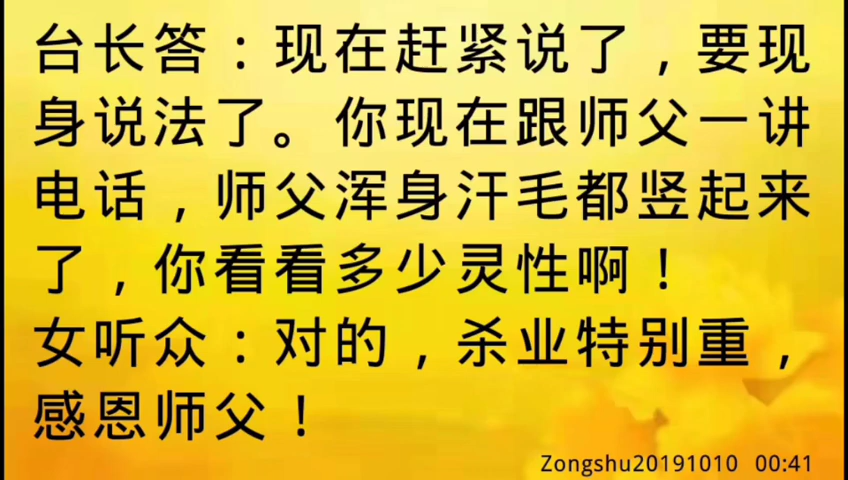 台长答：现在赶紧说了，要现
身说法了。你现在跟师父一讲
电话，师父浑身汗毛都竖起来
了，你看看多少灵性啊！
女听众：对的，杀业特别重，
感恩师父！
Zongshu20191010 00:41